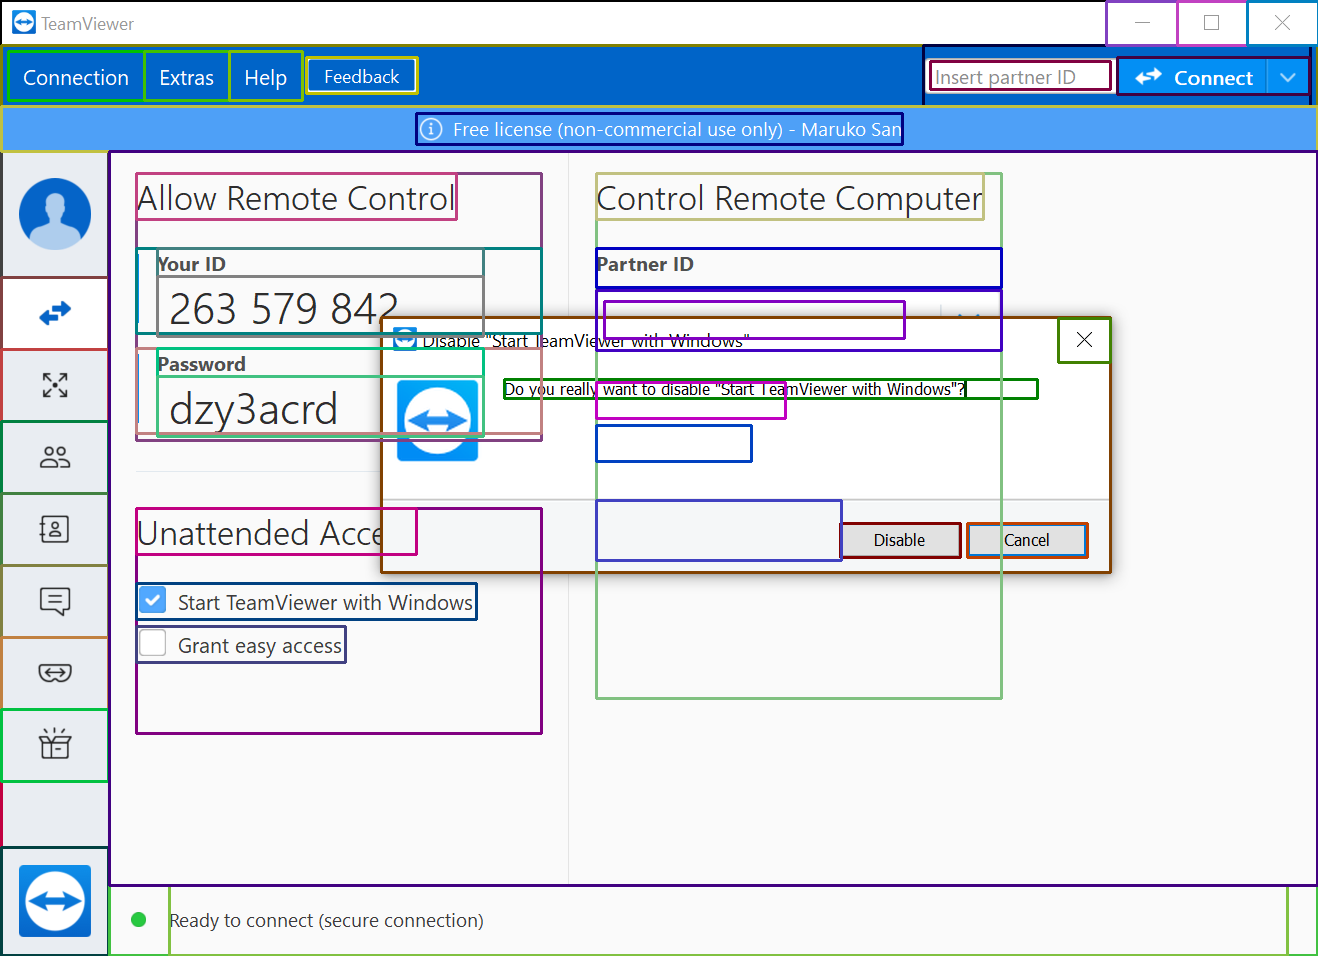 TeamViewer
Connection Extras Help Feedback
Insert partner ID Connect
Free license (non-commercial use only) - Maruko San
Allow Remote Control
Control Remote Computer
Your ID
263 579 842
Partner ID
Password
dzy3acrd
Disable "Start TeamViewer with Windows"
Do you really want to disable "Start TeamViewer with Windows"?
Disable Cancel
Unattended Acce
Start TeamViewer with Windows
Grant easy access
Ready to connect (secure connection)